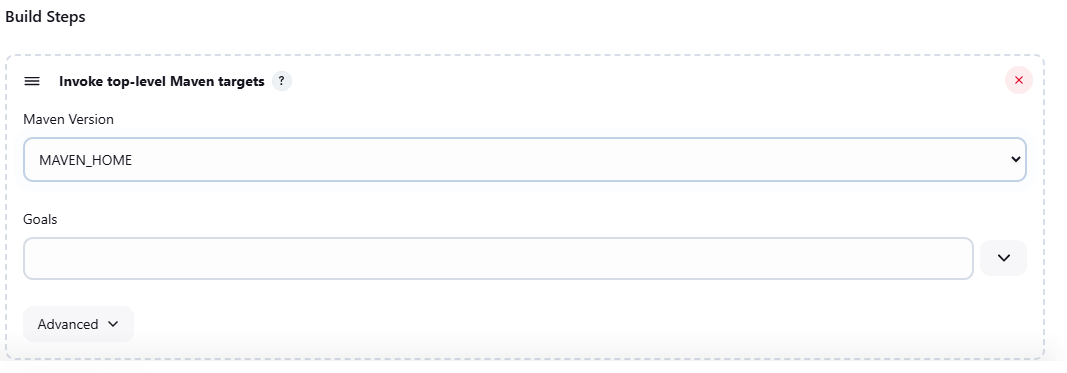 Build Steps
Invoke top-level Maven targets ?
Maven Version
MAVEN_HOME
Goals
Advanced